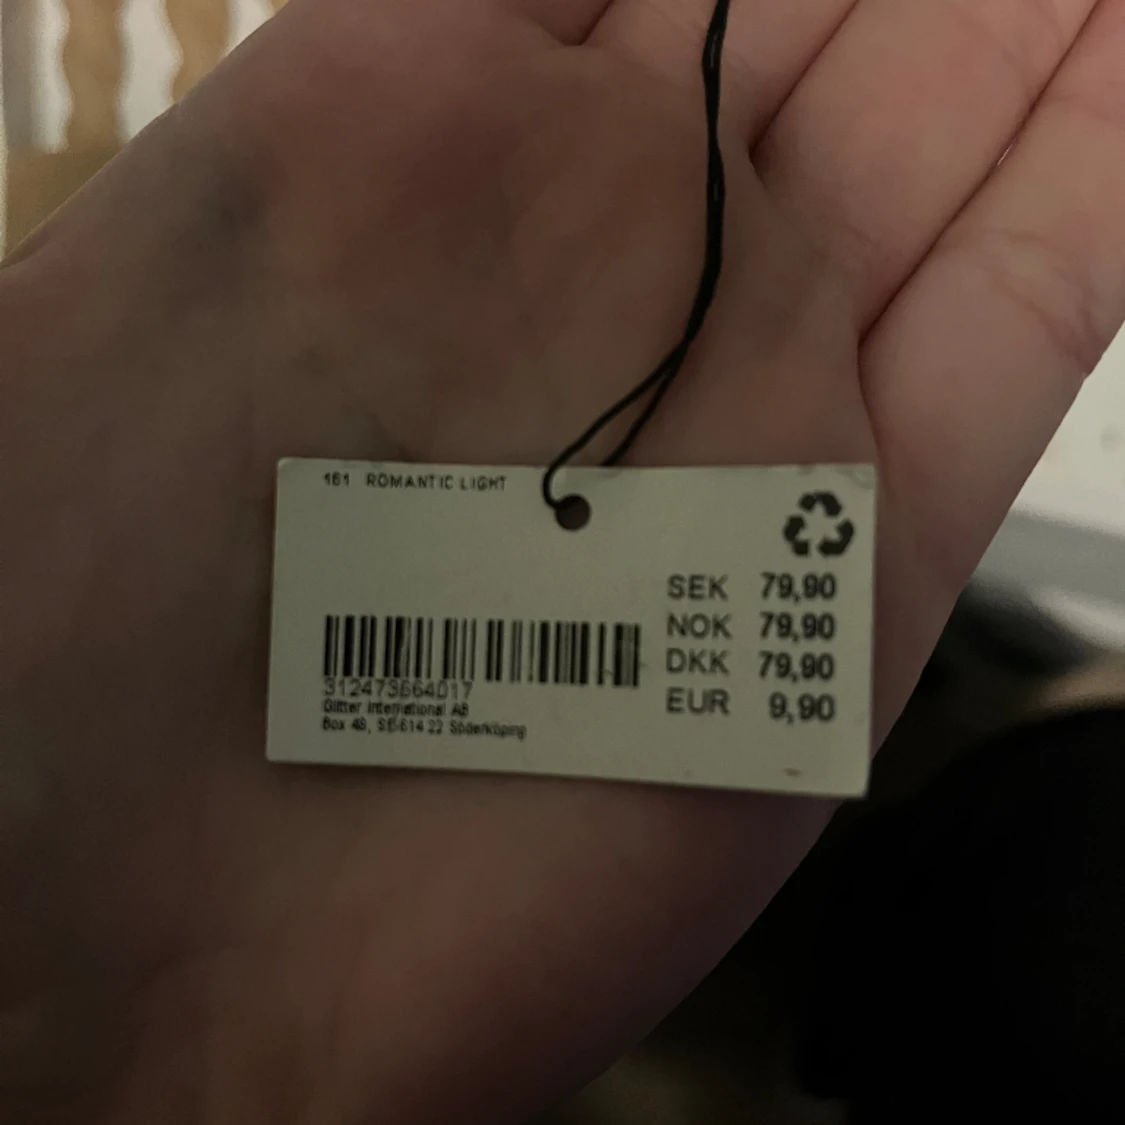 161 ROMANTIC LIGHT
SEK 79,90
NOK 79,90
DKK 79,90
EUR 9,90
312473664017
Glitter International AB
Box 48, SE-614 22 Söderköping